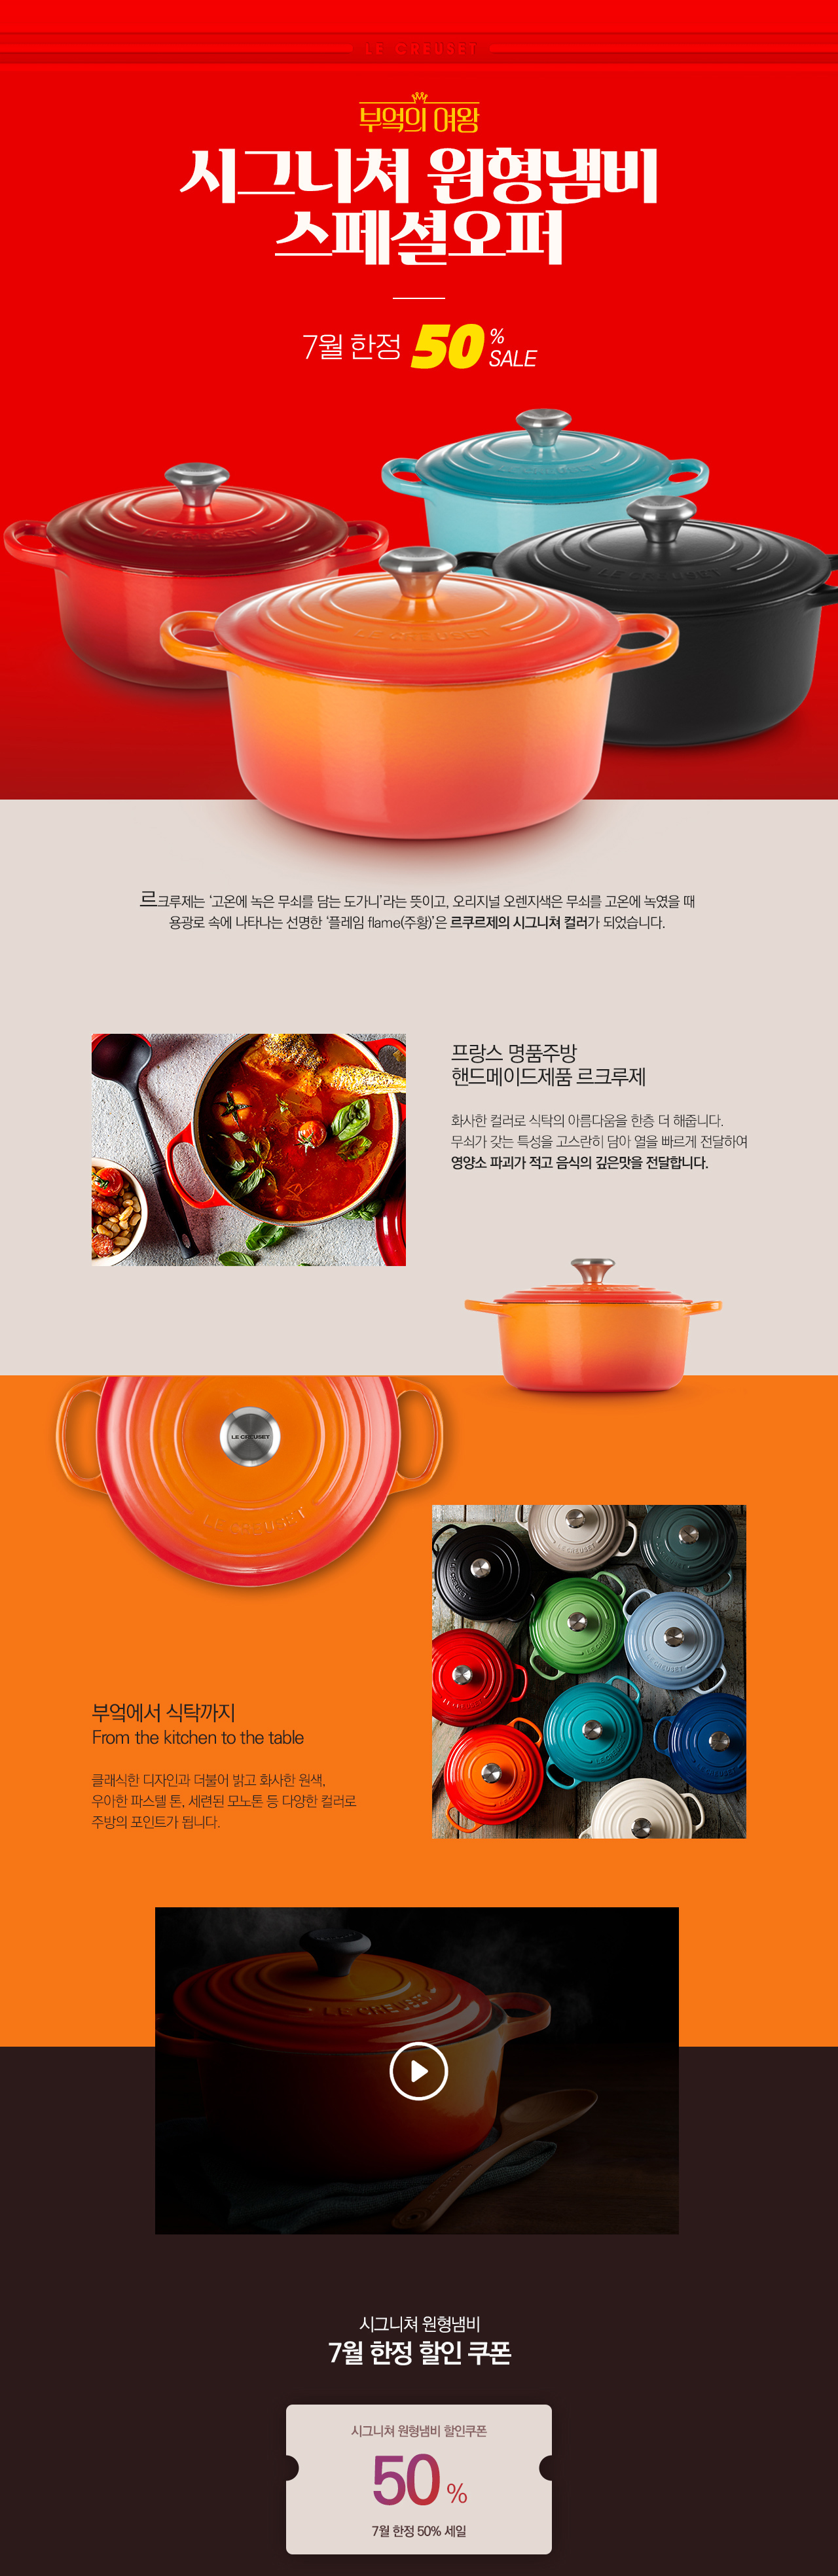 LE CREUSET
부엌의 여왕
시그니쳐 원형냄비
스페셜오퍼
7월 한정 50% SALE
LE CREUSET
르크루제는 '고온에 녹은 무쇠를 담는 도가니'라는 뜻이고, 오리지널 오렌지색은 무쇠를 고온에 녹였을 때
용광로 속에 나타나는 선명한 '플레임 flame(주황)'은 르쿠르제의 시그니쳐 컬러가 되었습니다.
프랑스 명품주방
핸드메이드제품 르크루제
화사한 컬러로 식탁의 아름다움을 한층 더 해줍니다.
무쇠가 갖는 특성을 고스란히 담아 열을 빠르게 전달하여
영양소 파괴가 적고 음식의 깊은맛을 전달합니다.
LE CREUSET
LE CREUSET
부엌에서 식탁까지
From the kitchen to the table
클래식한 디자인과 더불어 밝고 화사한 원색,
우아한 파스텔 톤, 세련된 모노톤 등 다양한 컬러로
주방의 포인트가 됩니다.
LE CREUSET
시그니쳐 원형냄비
7월 한정 할인 쿠폰
시그니쳐 원형냄비 할인쿠폰
50 %
7월 한정 50% 세일